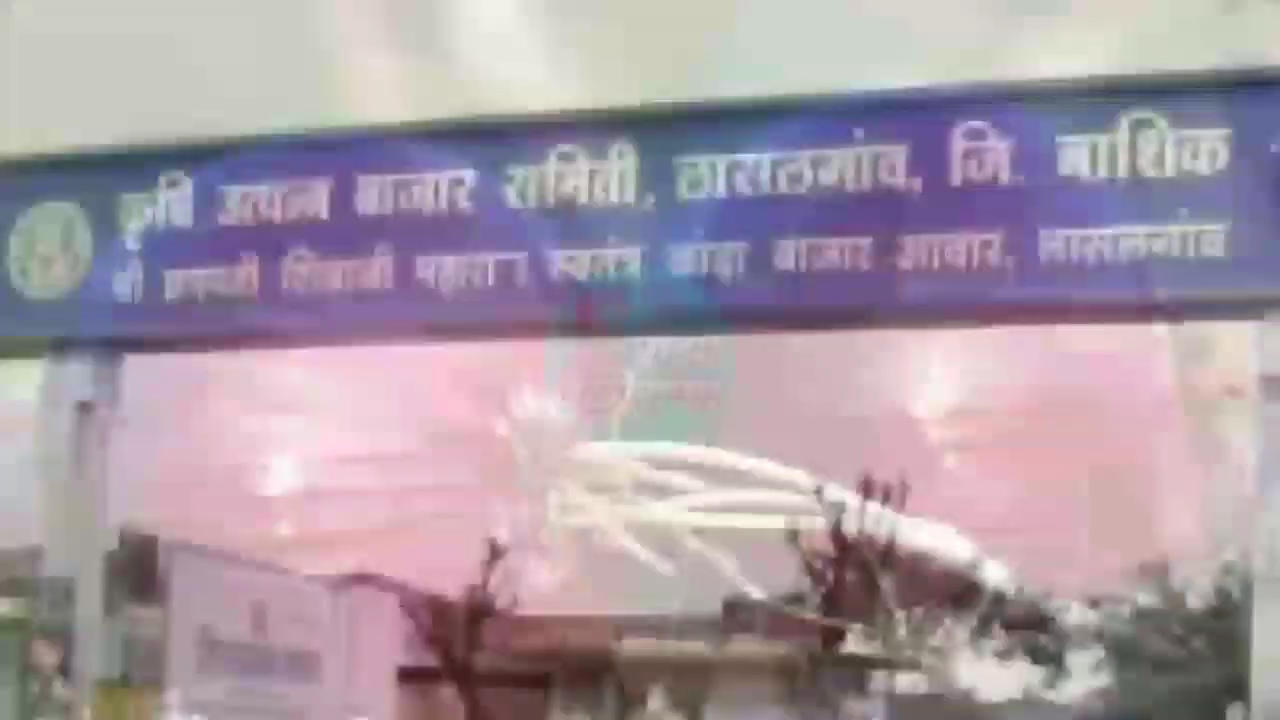 कृषि उत्पन्न बाजार समिती, लासलगांव, जि. नाशिक
श्री छत्रपती शिवाजी महाराज स्वतंत्र कांदा बाजार आवार, लासलगांव